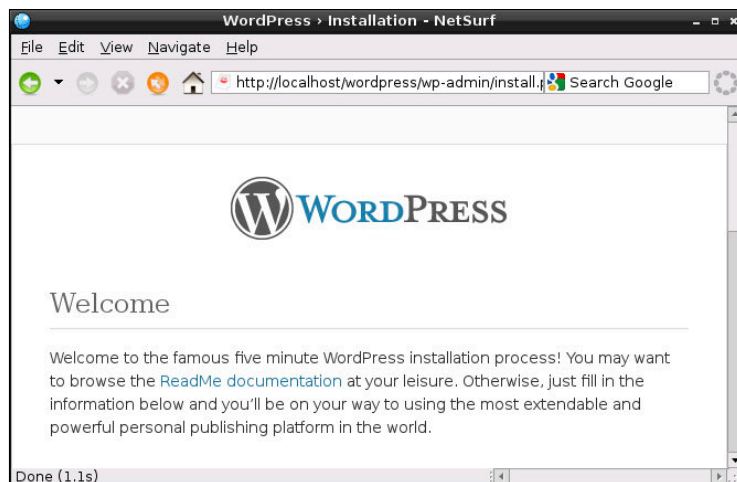 WordPress › Installation - NetSurf
File Edit View Navigate Help
http://localhost/wordpress/wp-admin/install.p Search Google
WORDPRESS
Welcome
Welcome to the famous five minute WordPress installation process! You may want
to browse the ReadMe documentation at your leisure. Otherwise, just fill in the
information below and you’ll be on your way to using the most extendable and
powerful personal publishing platform in the world.
Done (1.1s)